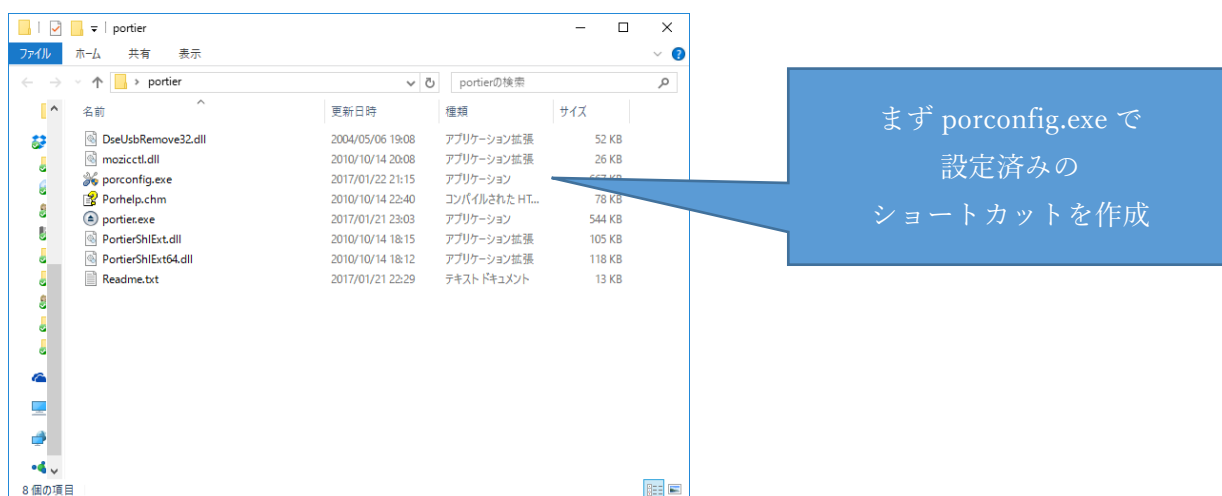 portier
ファイル ホーム 共有 表示
portier portierの検索
名前 更新日時 種類 サイズ
DseUsbRemove32.dll 2004/05/06 19:08 アプリケーション拡張 52 KB
mozicctl.dll 2010/10/14 20:08 アプリケーション拡張 26 KB
porconfig.exe 2017/01/22 21:15 アプリケーション 667 KB
Porhelp.chm 2010/10/14 22:40 コンパイルされた HT... 78 KB
portier.exe 2017/01/21 23:03 アプリケーション 544 KB
PortierShlExt.dll 2010/10/14 18:15 アプリケーション拡張 105 KB
PortierShlExt64.dll 2010/10/14 18:12 アプリケーション拡張 118 KB
Readme.txt 2017/01/21 22:29 テキスト ドキュメント 13 KB
8 個の項目
まず porconfig.exe で
設定済みの
ショートカットを作成